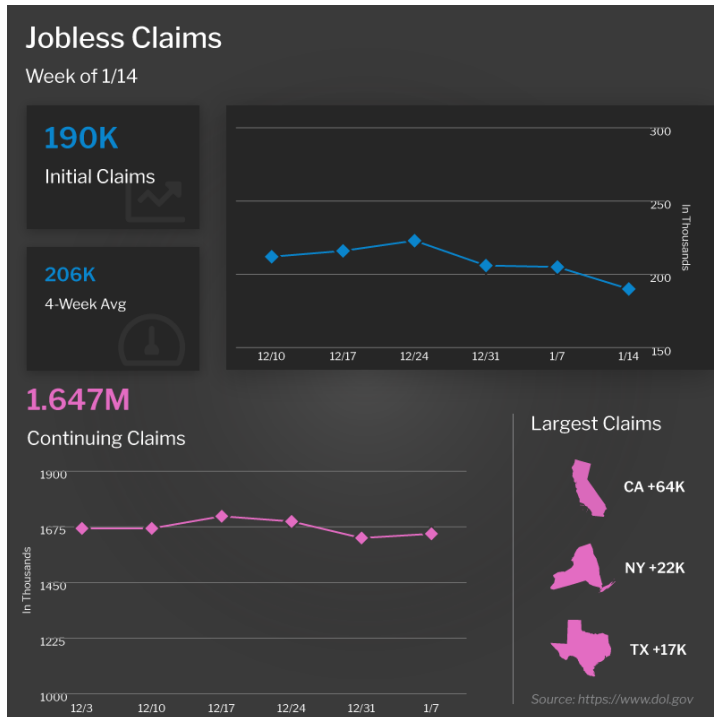 Jobless Claims
Week of 1/14
190K
Initial Claims
206K
4-Week Avg
300
250
200
150
In Thousands
12/10 12/17 12/24 12/31 1/7 1/14
1.647M
Continuing Claims
1900
1675
1450
1225
1000
In Thousands
12/3 12/10 12/17 12/24 12/31 1/7
Largest Claims
CA +64K
NY +22K
TX +17K
Source: https://www.dol.gov